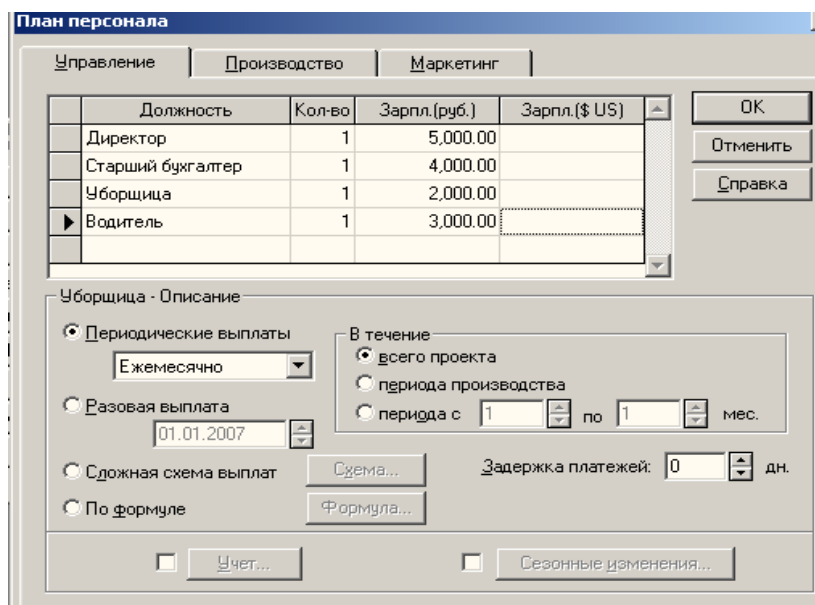 План персонала
Управление Производство Маркетинг
Должность Кол-во Зарпл.(руб.) Зарпл.($ US)
Директор 1 5,000.00
Старший бухгалтер 1 4,000.00
Уборщица 1 2,000.00
Водитель 1 3,000.00
OK
Отменить
Справка
Уборщица - Описание
Периодические выплаты
Ежемесячно
Разовая выплата
01.01.2007
Сложная схема выплат Схема...
По формуле Формула...
В течение
всего проекта
периода производства
периода с 1 по 1 мес.
Задержка платежей: 0 дн.
Учет... Сезонные изменения...